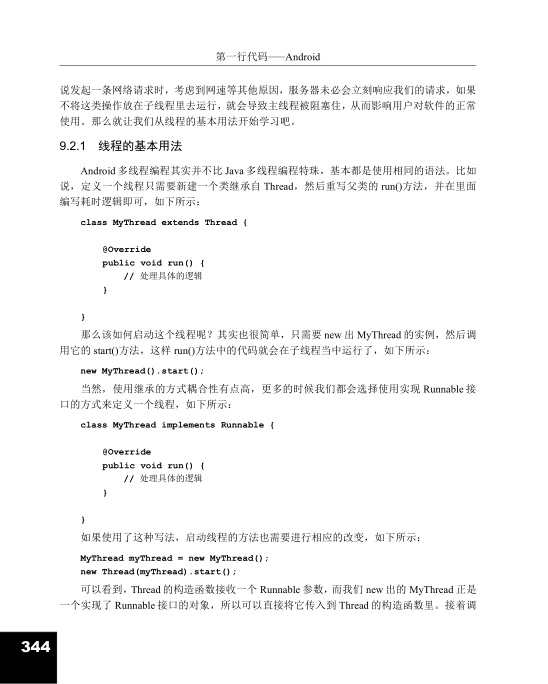 第一行代码——Android
说发起一条网络请求时，考虑到网速等其他原因，服务器未必会立刻响应我们的请求，如果
不将这类操作放在子线程里去运行，就会导致主线程被阻塞住，从而影响用户对软件的正常
使用。那么就让我们从线程的基本用法开始学习吧。
9.2.1 线程的基本用法
Android 多线程编程其实并不比 Java 多线程编程特殊，基本都是使用相同的语法。比如
说，定义一个线程只需要新建一个类继承自 Thread，然后重写父类的 run()方法，并在里面
编写耗时逻辑即可，如下所示：
class MyThread extends Thread {
@Override
public void run() {
// 处理具体的逻辑
}
}
那么该如何启动这个线程呢？其实也很简单，只需要 new 出 MyThread 的实例，然后调
用它的 start()方法，这样 run()方法中的代码就会在子线程当中运行了，如下所示：
new MyThread().start();
当然，使用继承的方式耦合性有点高，更多的时候我们都会选择使用实现 Runnable 接
口的方式来定义一个线程，如下所示：
class MyThread implements Runnable {
@Override
public void run() {
// 处理具体的逻辑
}
}
如果使用了这种写法，启动线程的方法也需要进行相应的改变，如下所示：
MyThread myThread = new MyThread();
new Thread(myThread).start();
可以看到，Thread 的构造函数接收一个 Runnable 参数，而我们 new 出的 MyThread 正是
一个实现了 Runnable 接口的对象，所以可以直接将它传入到 Thread 的构造函数里。接着调
344